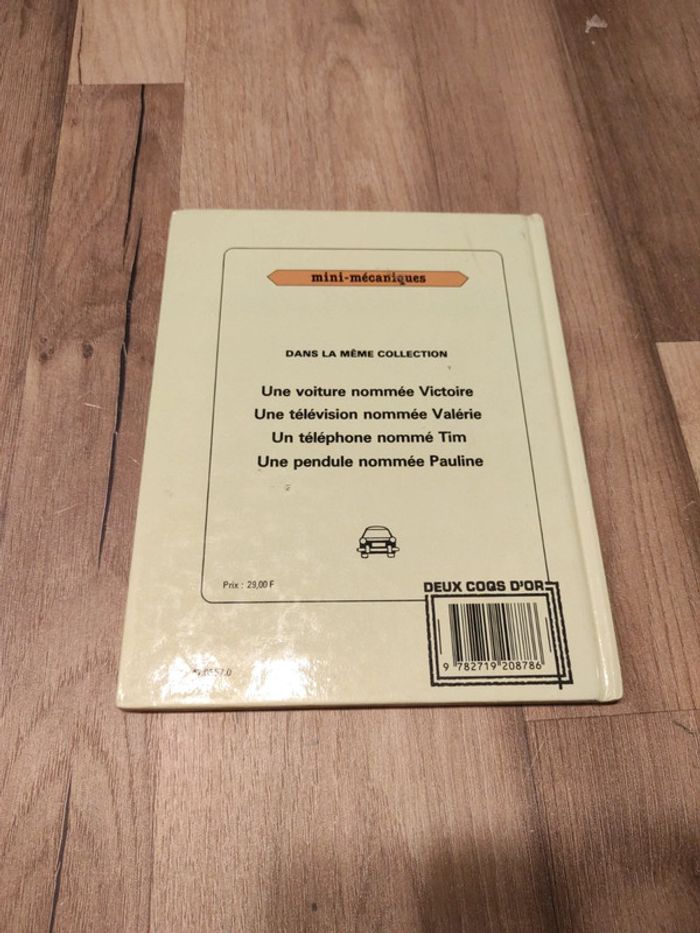 mini-mécaniques
DANS LA MÊME COLLECTION
Une voiture nommée Victoire
Une télévision nommée Valérie
Un téléphone nommé Tim
Une pendule nommée Pauline
Prix : 29,00 F
DEUX COQS D'OR
9 782719 208786